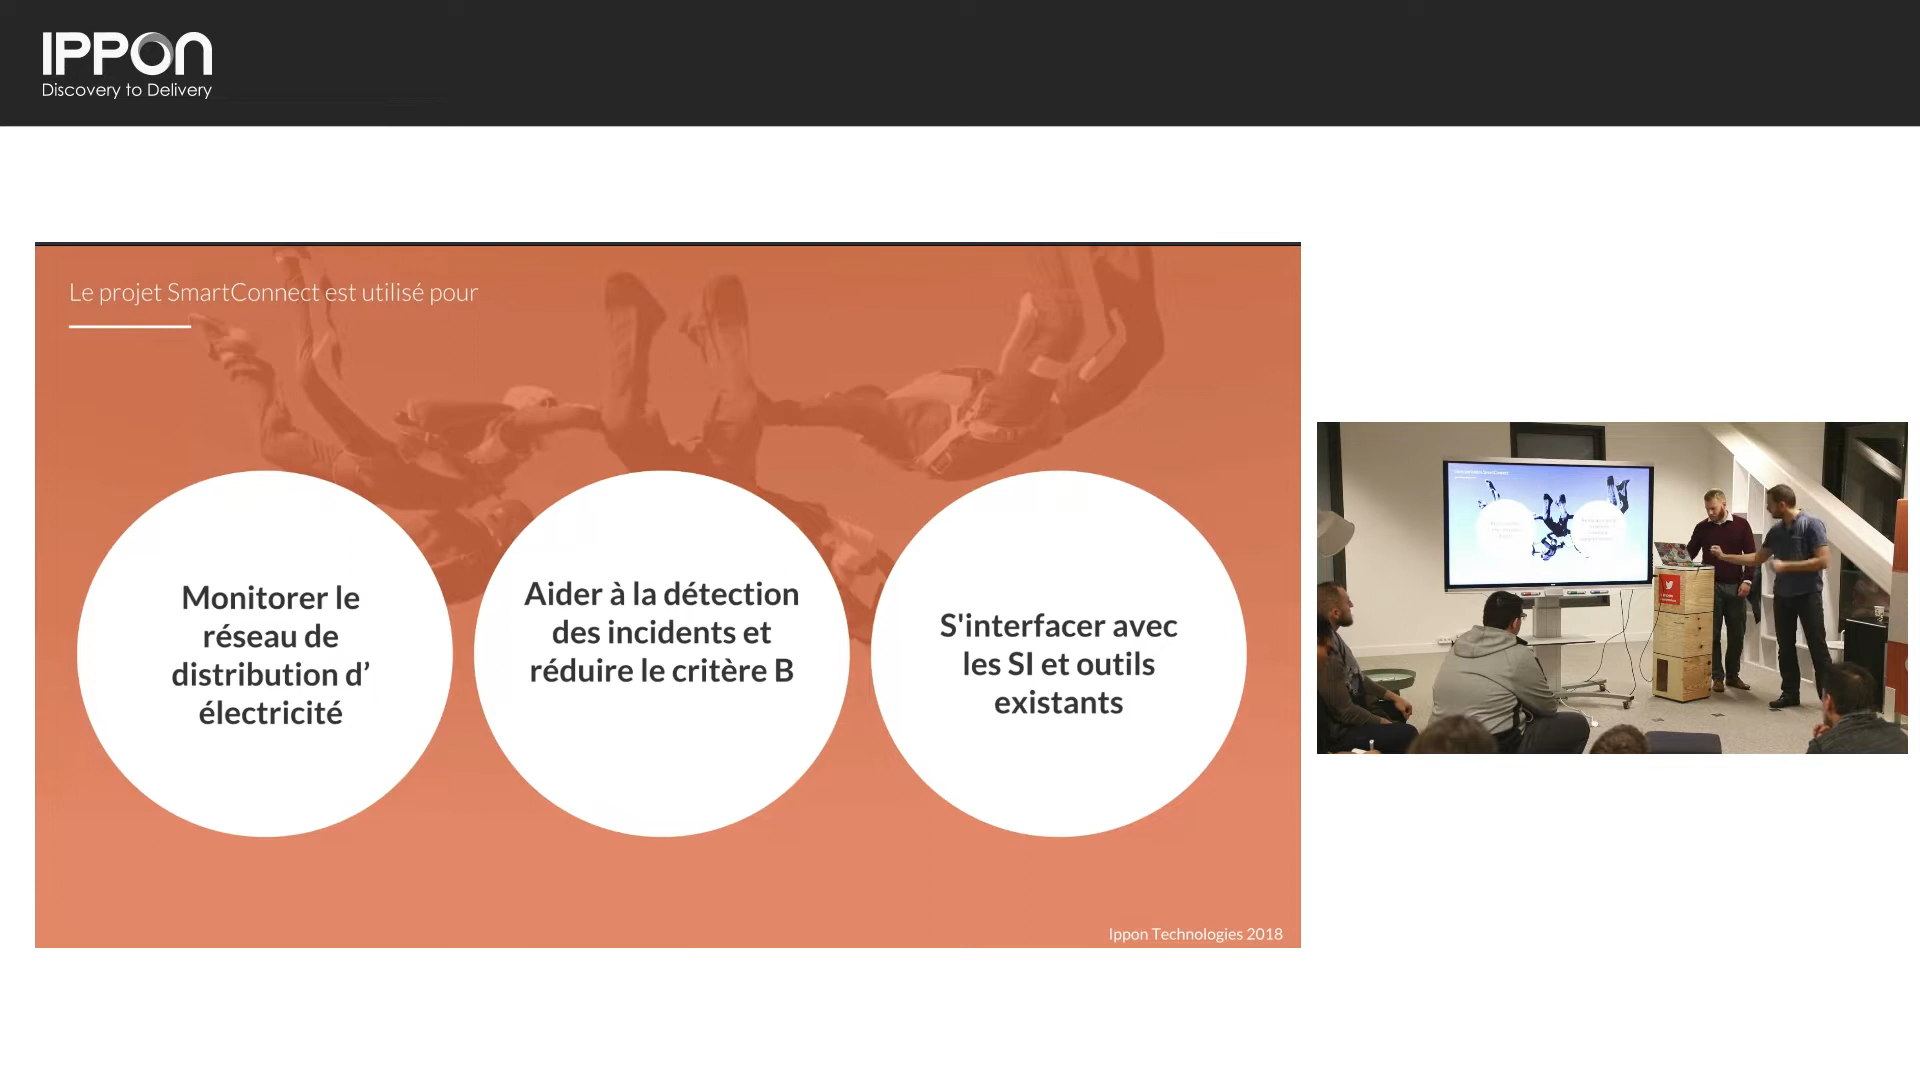 IPPON
Discovery to Delivery
Le projet SmartConnect est utilisé pour
Monitorer le
réseau de
distribution d’
électricité
Aider à la détection
des incidents et
réduire le critère B
S'interfacer avec
les SI et outils
existants
Ippon Technologies 2018